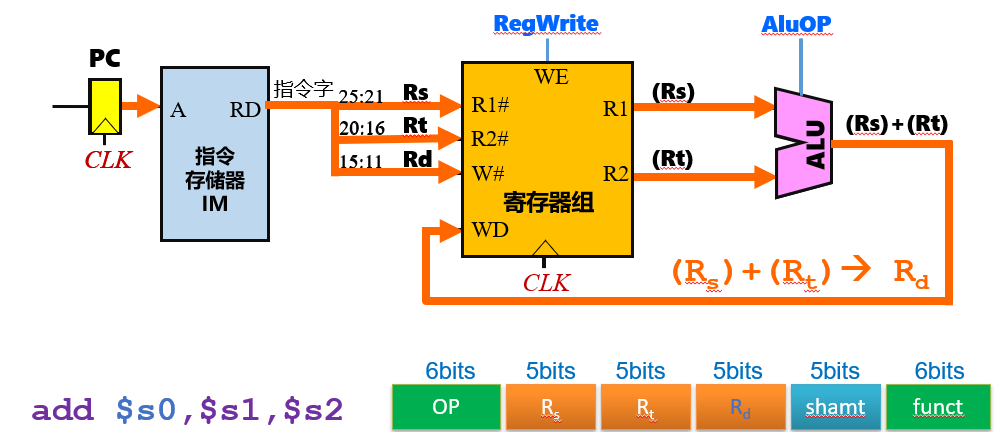 RegWrite
AluOP
PC
CLK
A
RD
指令
存储器
IM
指令字
25:21
Rs
20:16
Rt
15:11
Rd
WE
R1#
R2#
W#
WD
R1
R2
寄存器组
CLK
(Rs)
(Rt)
ALU
(Rs)+(Rt)
(Rs)+(Rt)→ Rd
6bits 5bits 5bits 5bits 5bits 6bits
add $s0,$s1,$s2
OP Rs Rt Rd shamt funct